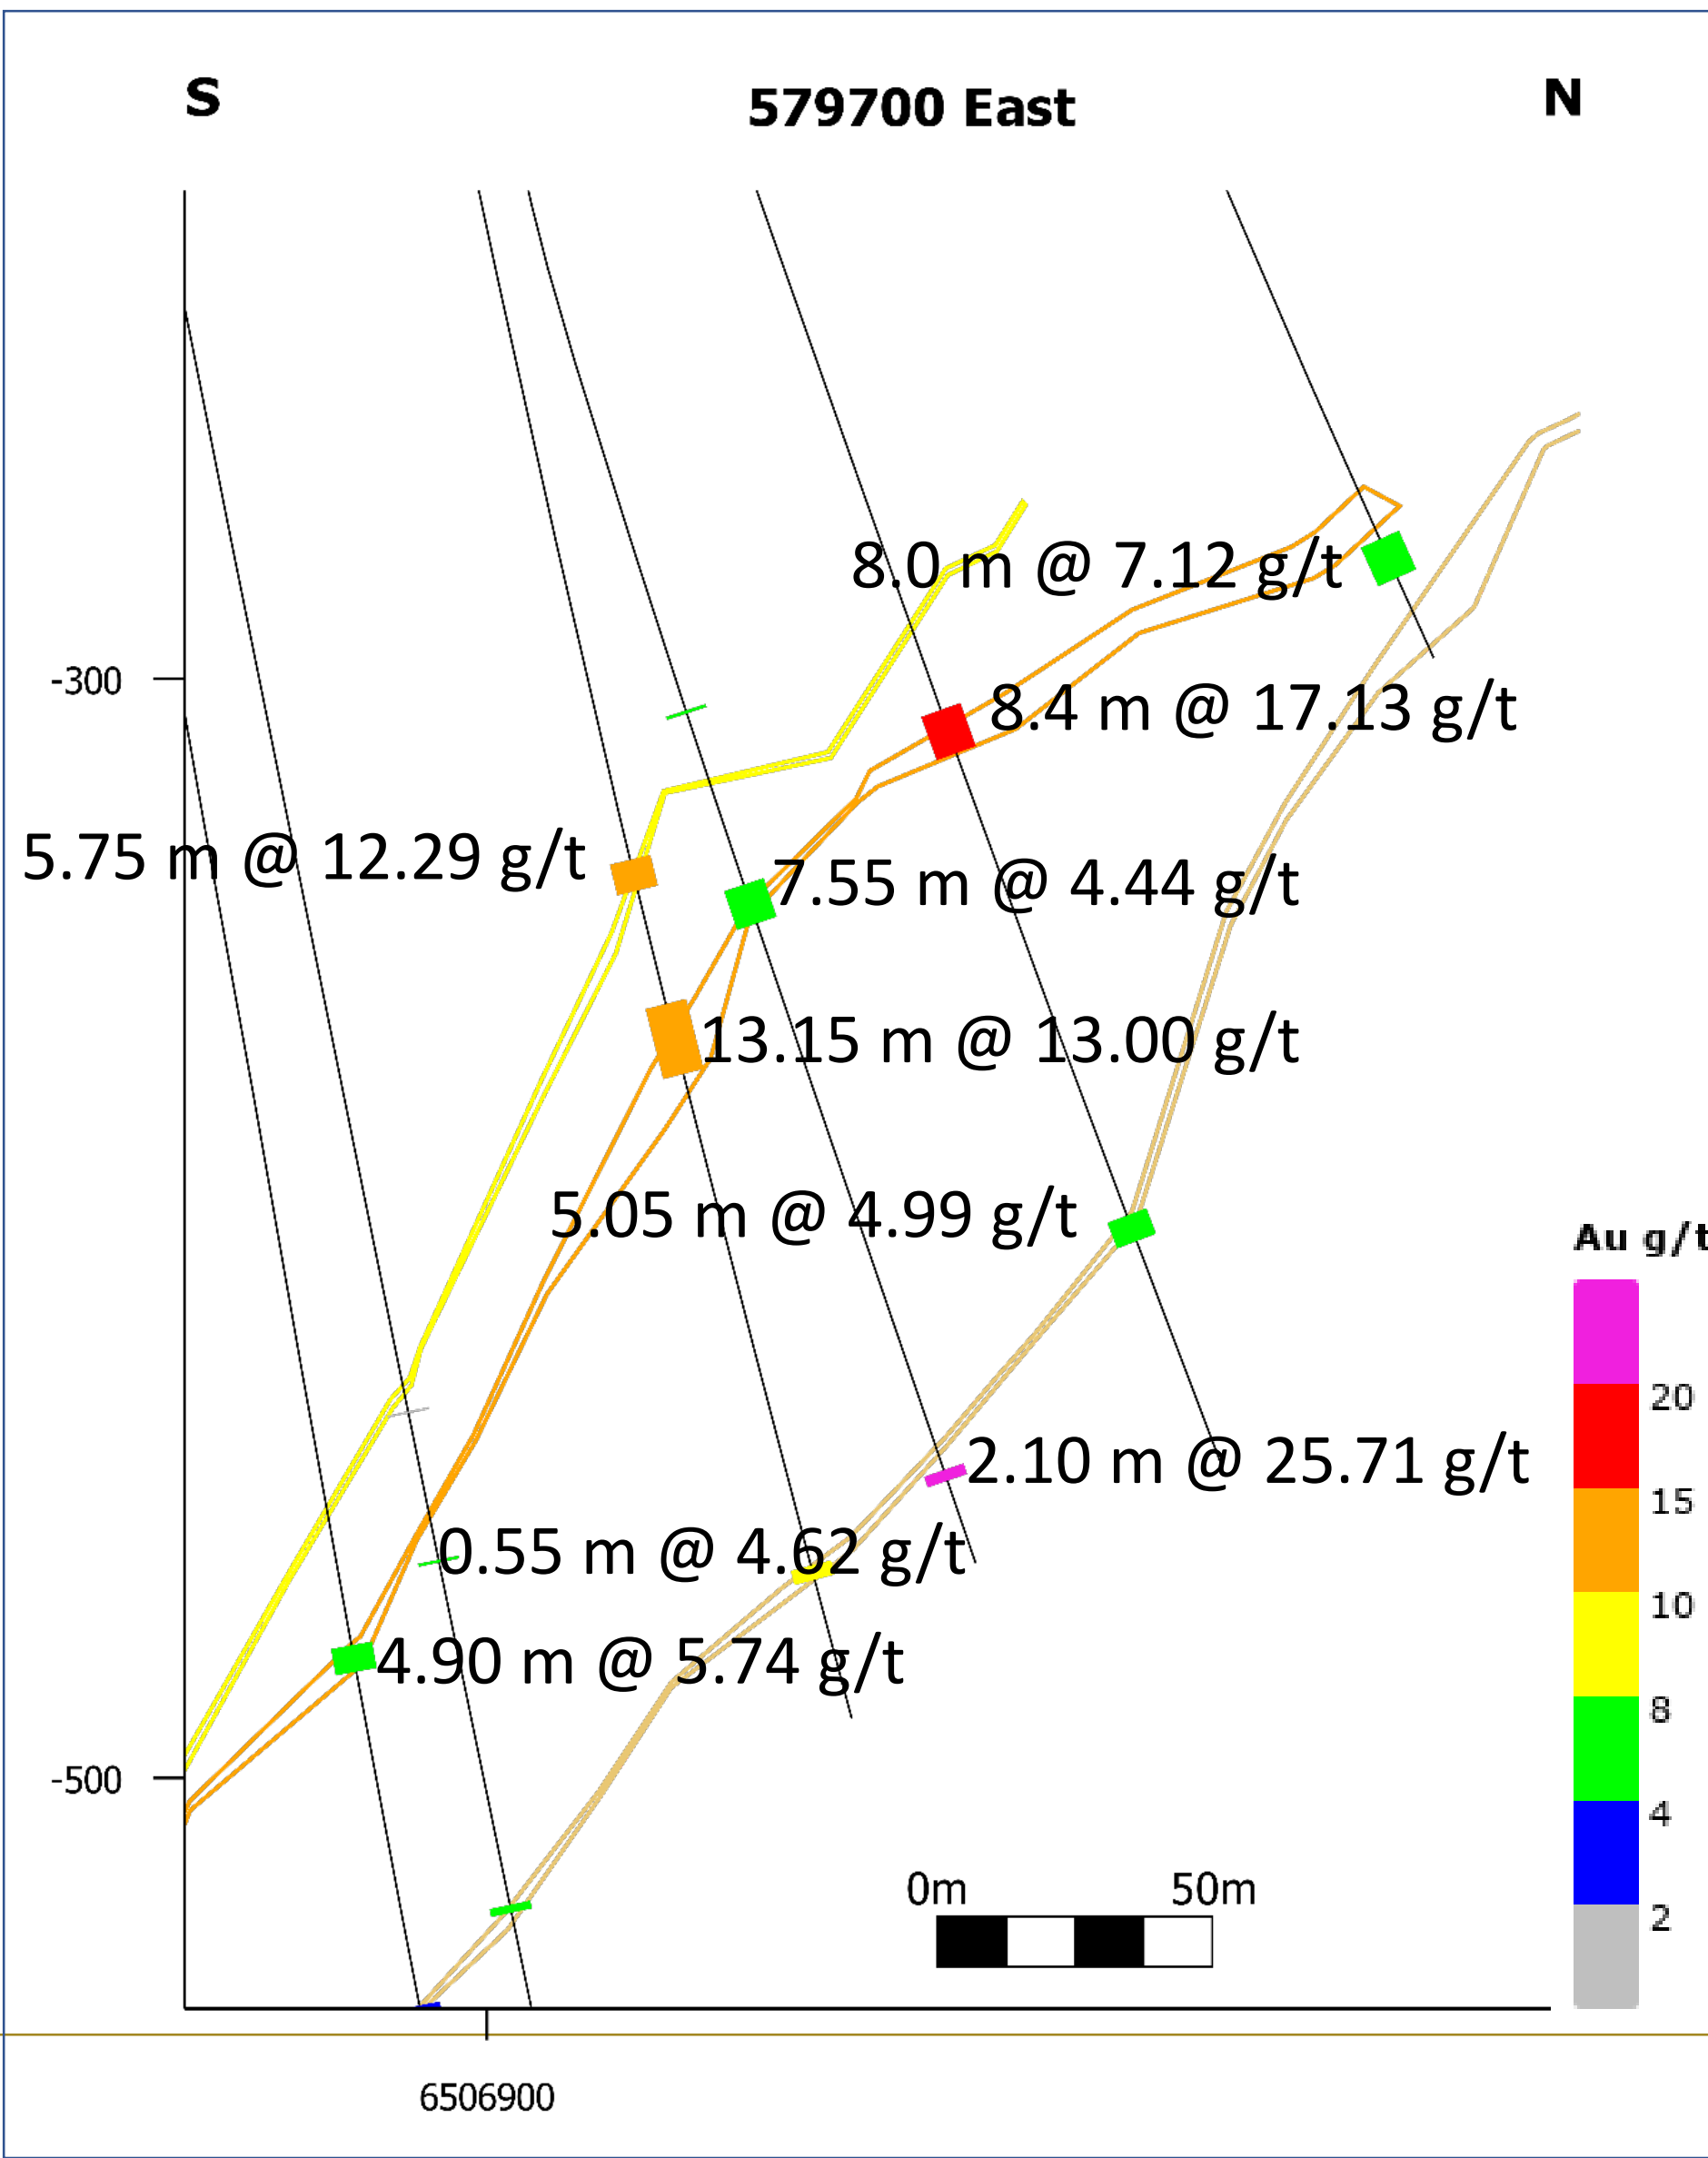 S
579700 East
N
8.0 m @ 7.12 g/t
-300
8.4 m @ 17.13 g/t
5.75 m @ 12.29 g/t
7.55 m @ 4.44 g/t
13.15 m @ 13.00 g/t
5.05 m @ 4.99 g/t
Au g/t
20
2.10 m @ 25.71 g/t
15
0.55 m @ 4.62 g/t
10
4.90 m @ 5.74 g/t
8
-500
4
0m 50m
2
6506900